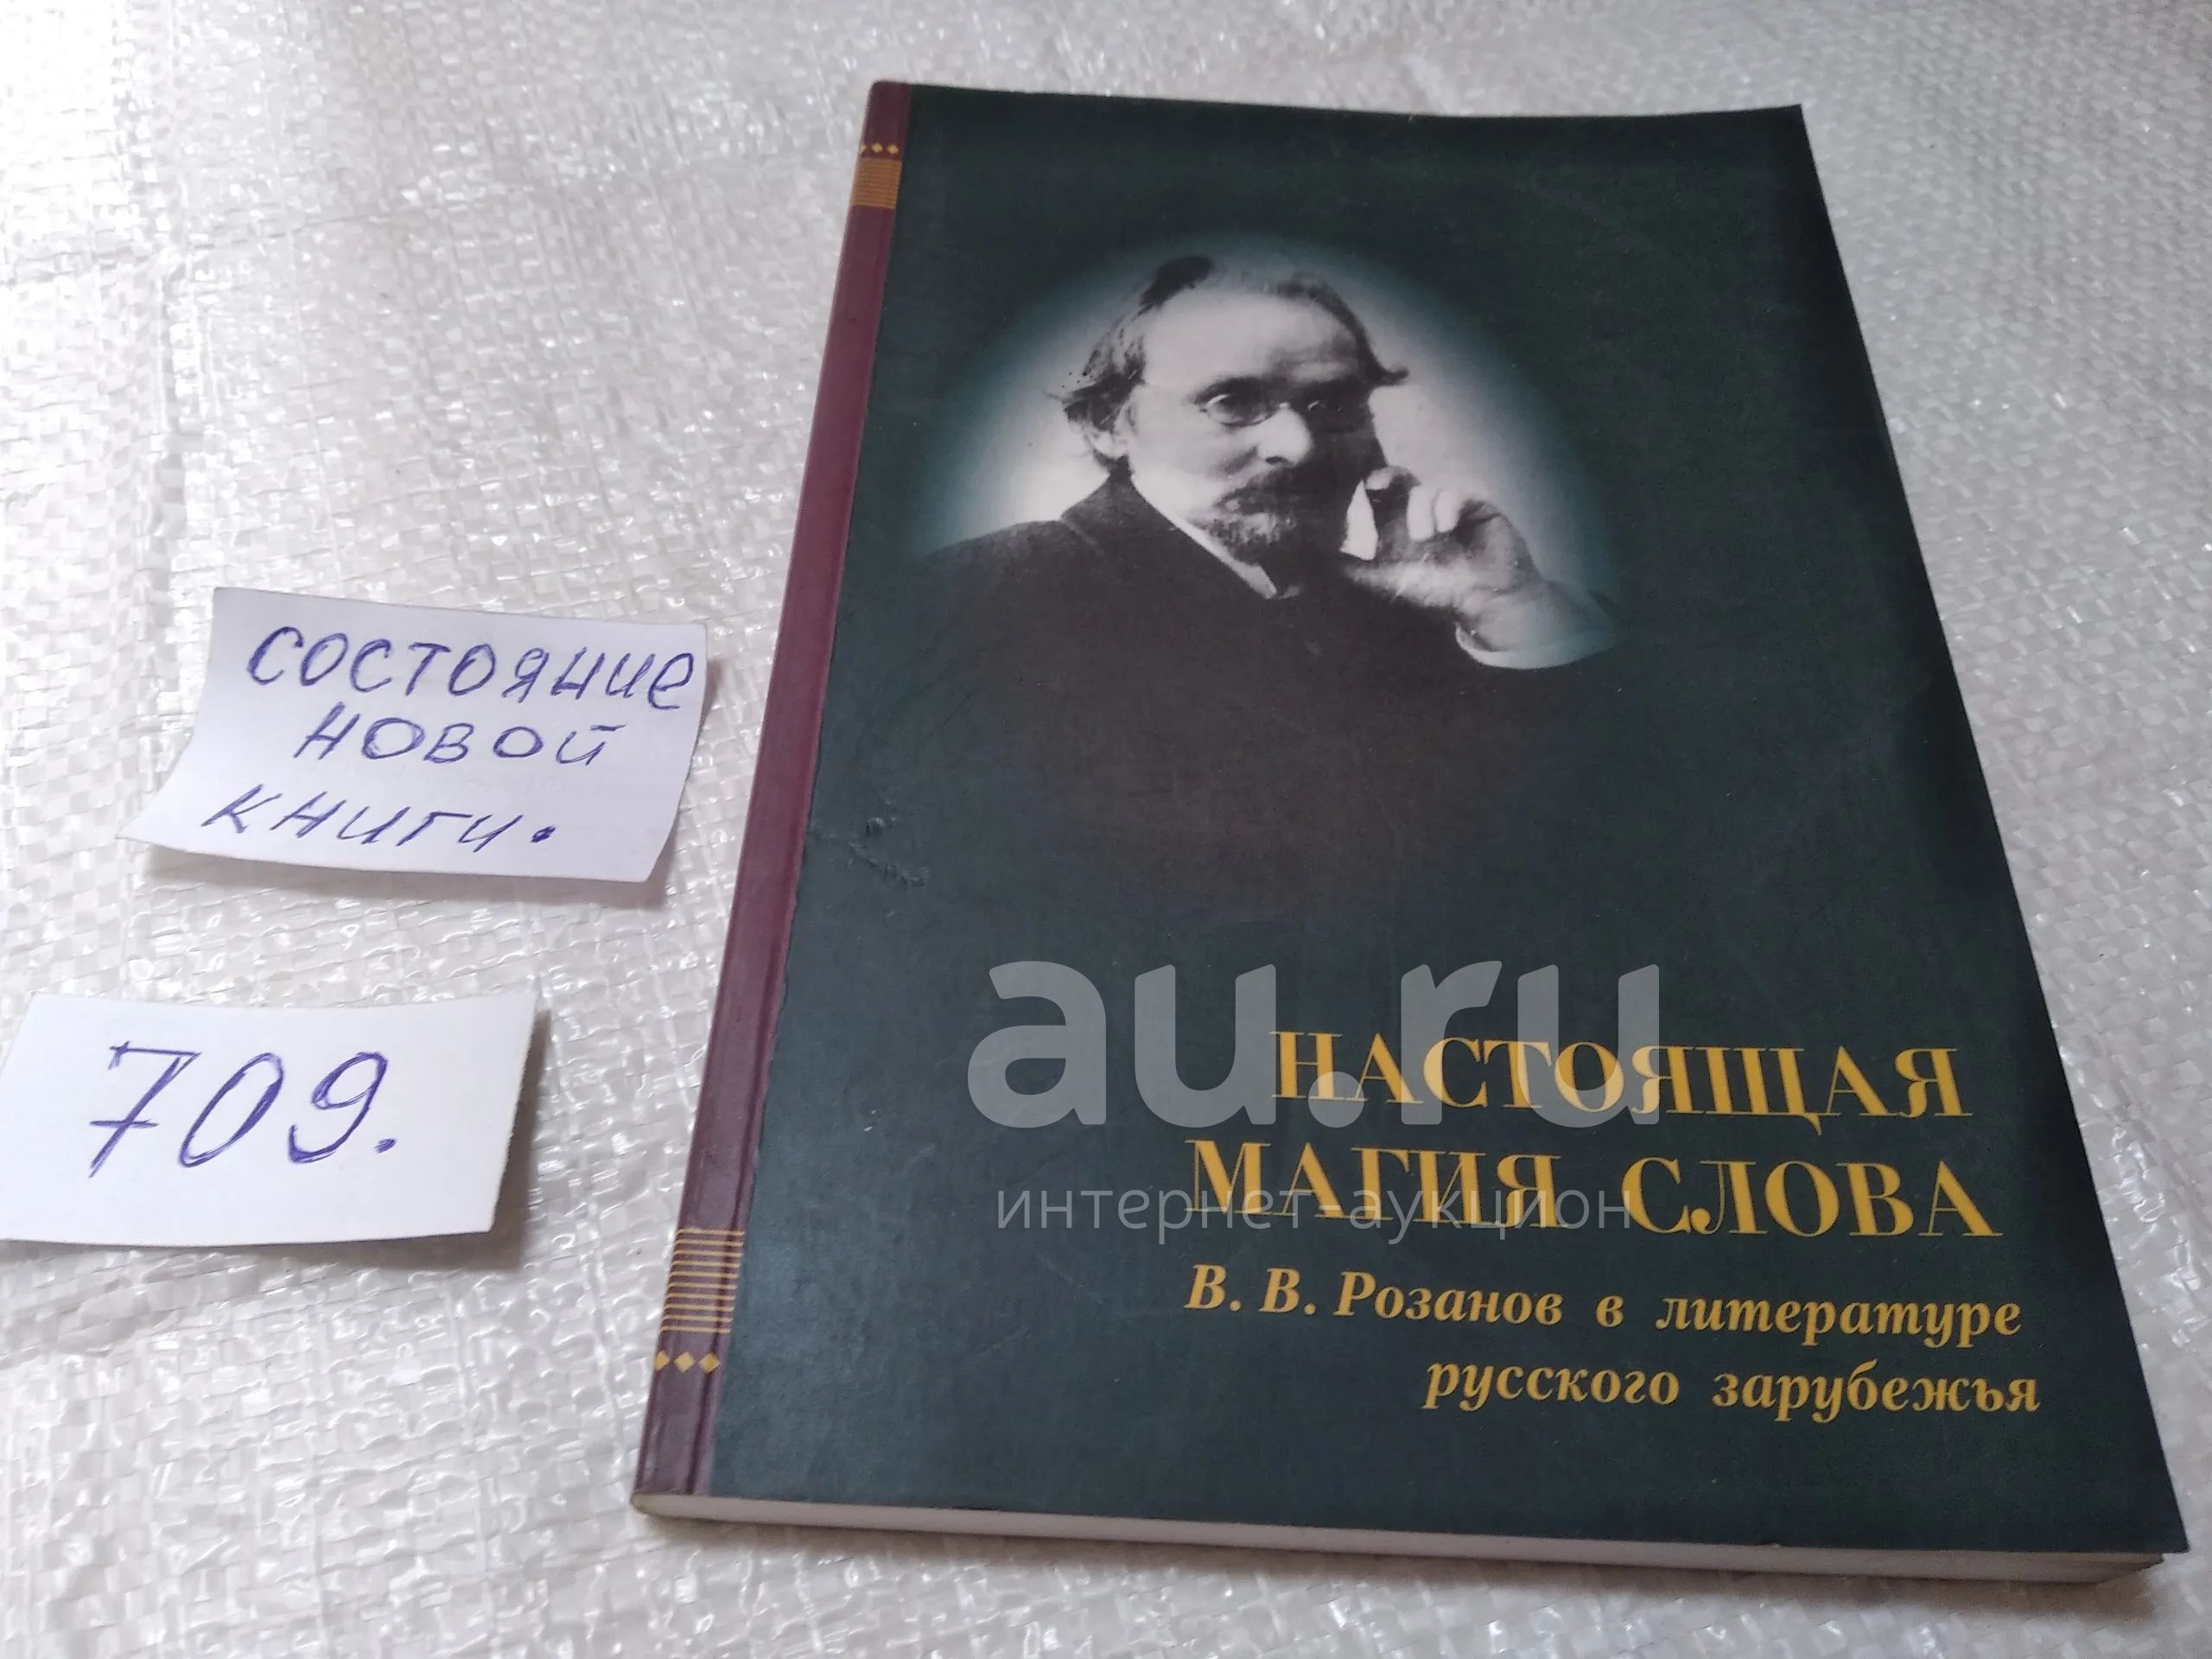 СОСТОЯНИЕ
НОВОЙ
КНИГИ.
709.
au.ru
интернет-аукцион
НАСТОЯЩАЯ
МАГИЯ СЛОВА
В. В. Розанов в литературе
русского зарубежья